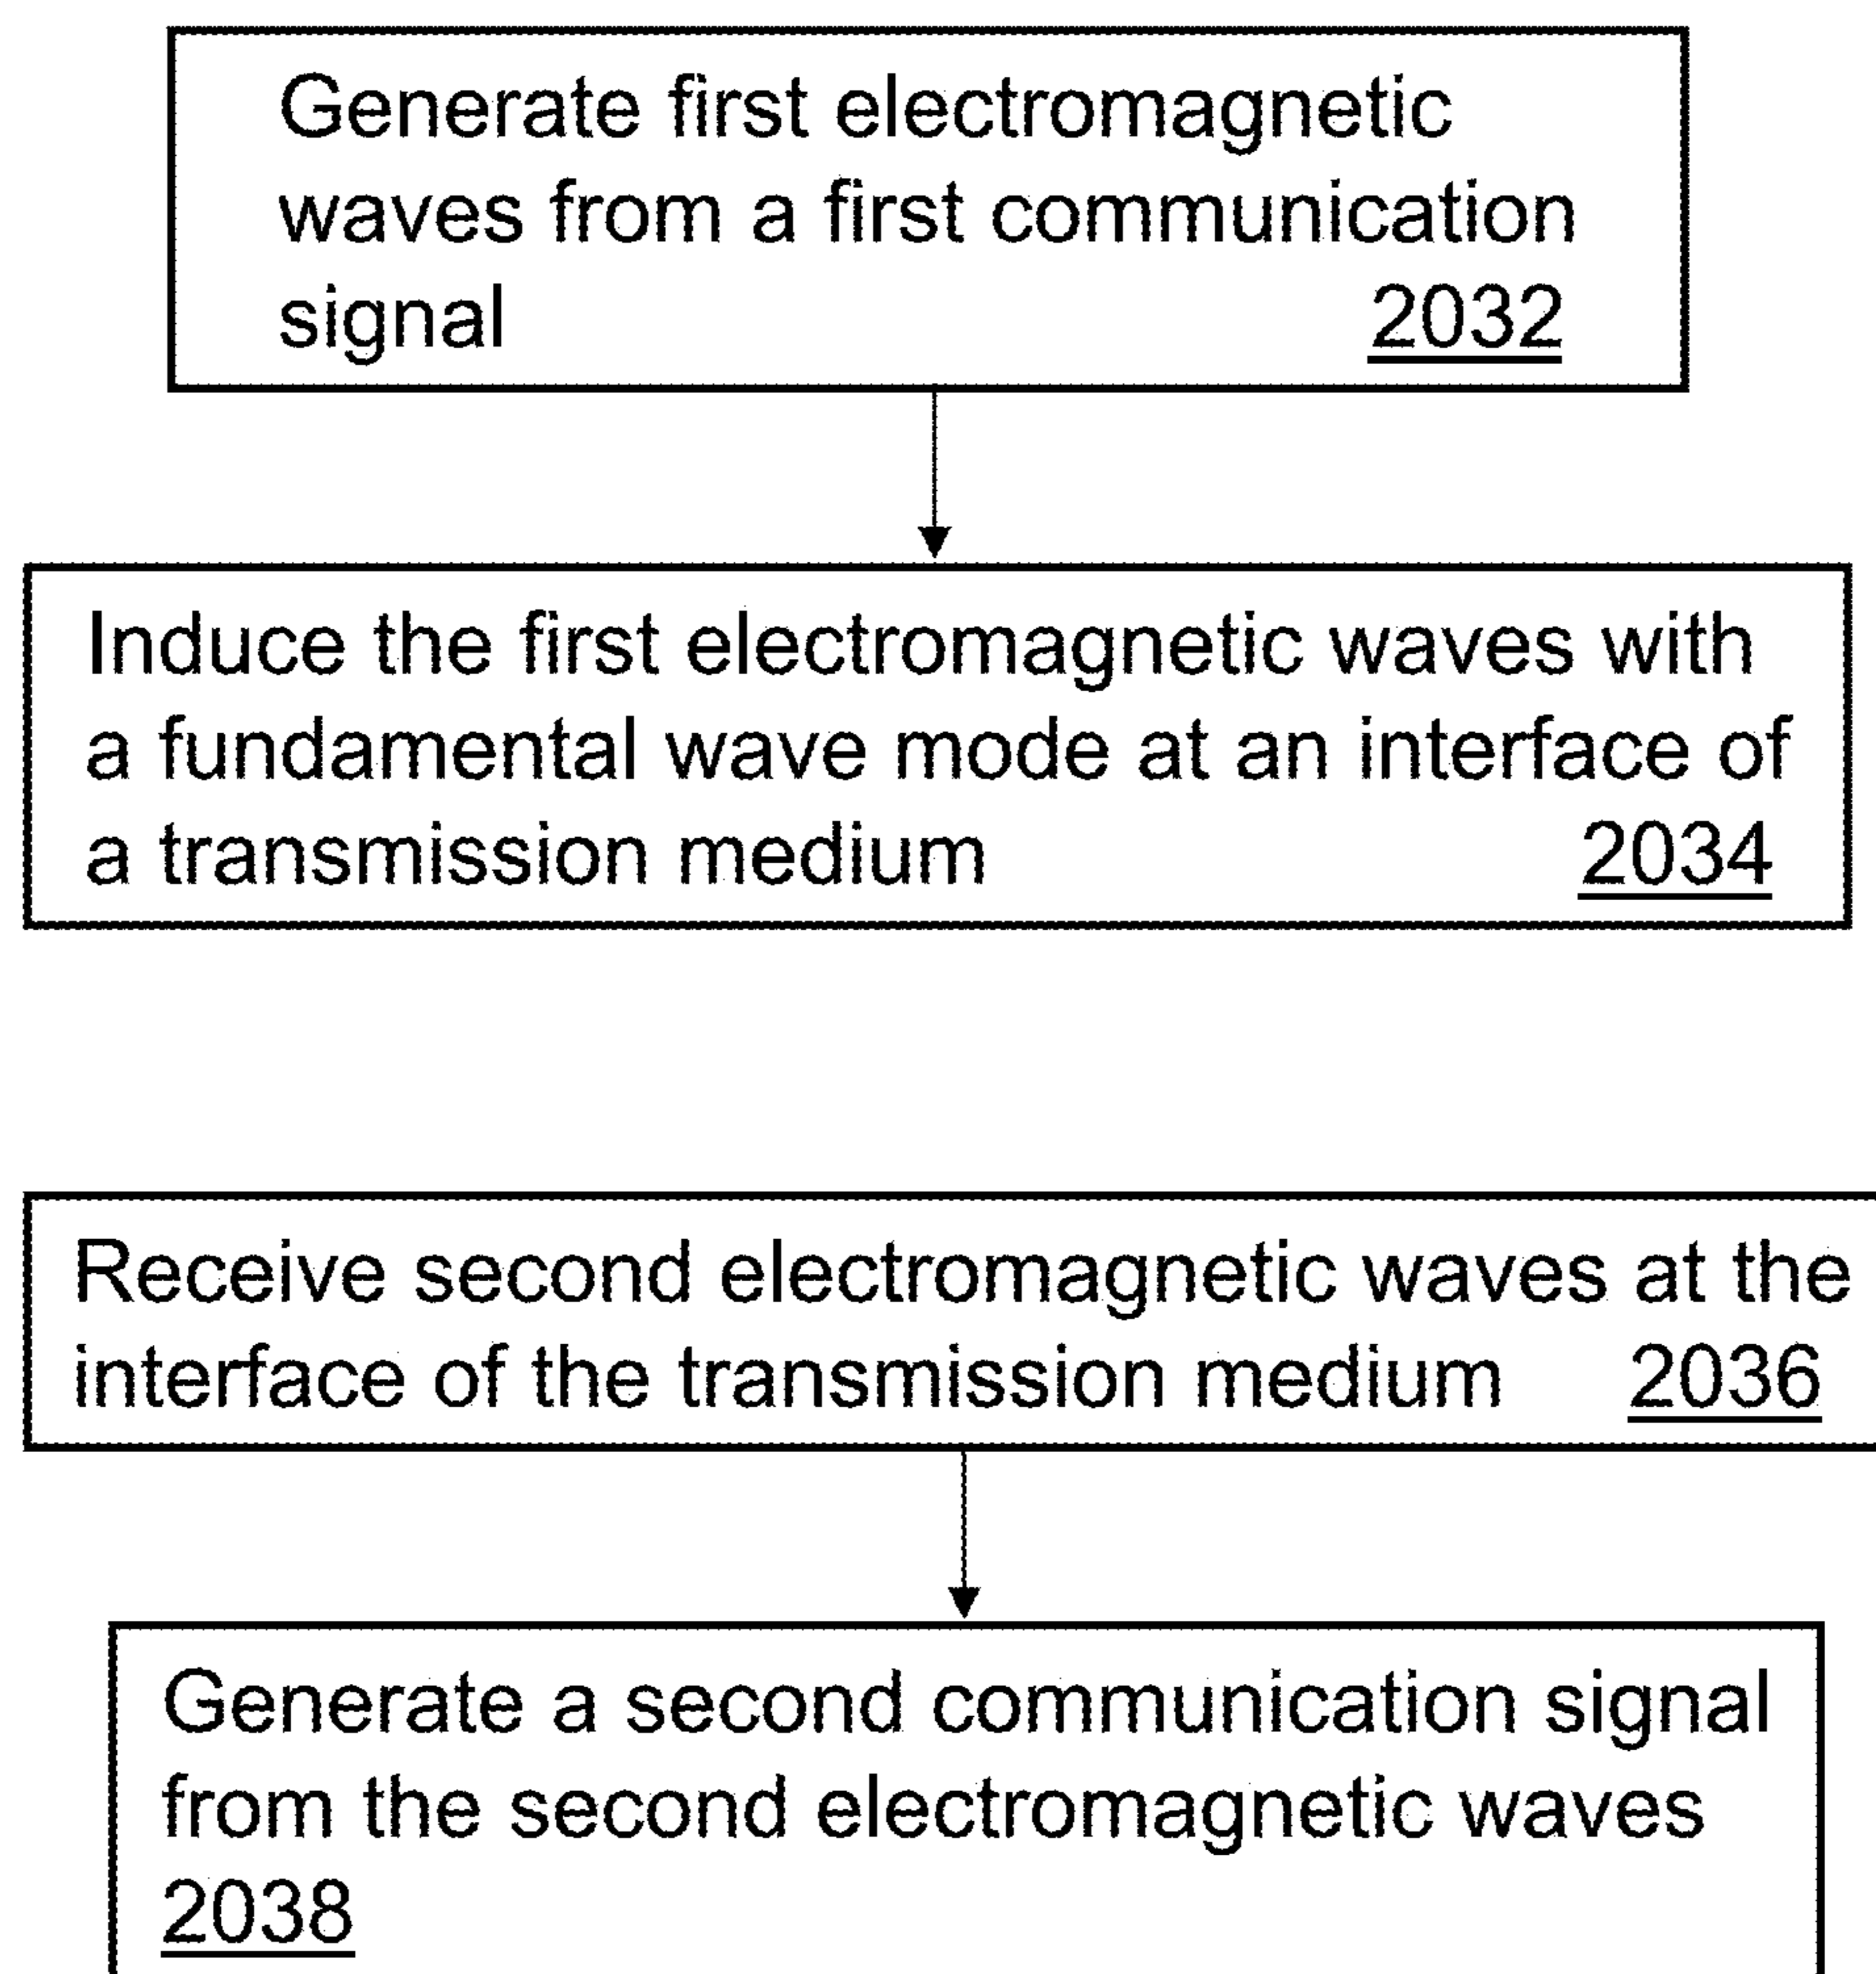 Generate first electromagnetic
waves from a first communication
signal 2032
Induce the first electromagnetic waves with
a fundamental wave mode at an interface of
a transmission medium 2034
Receive second electromagnetic waves at the
interface of the transmission medium 2036
Generate a second communication signal
from the second electromagnetic waves
2038